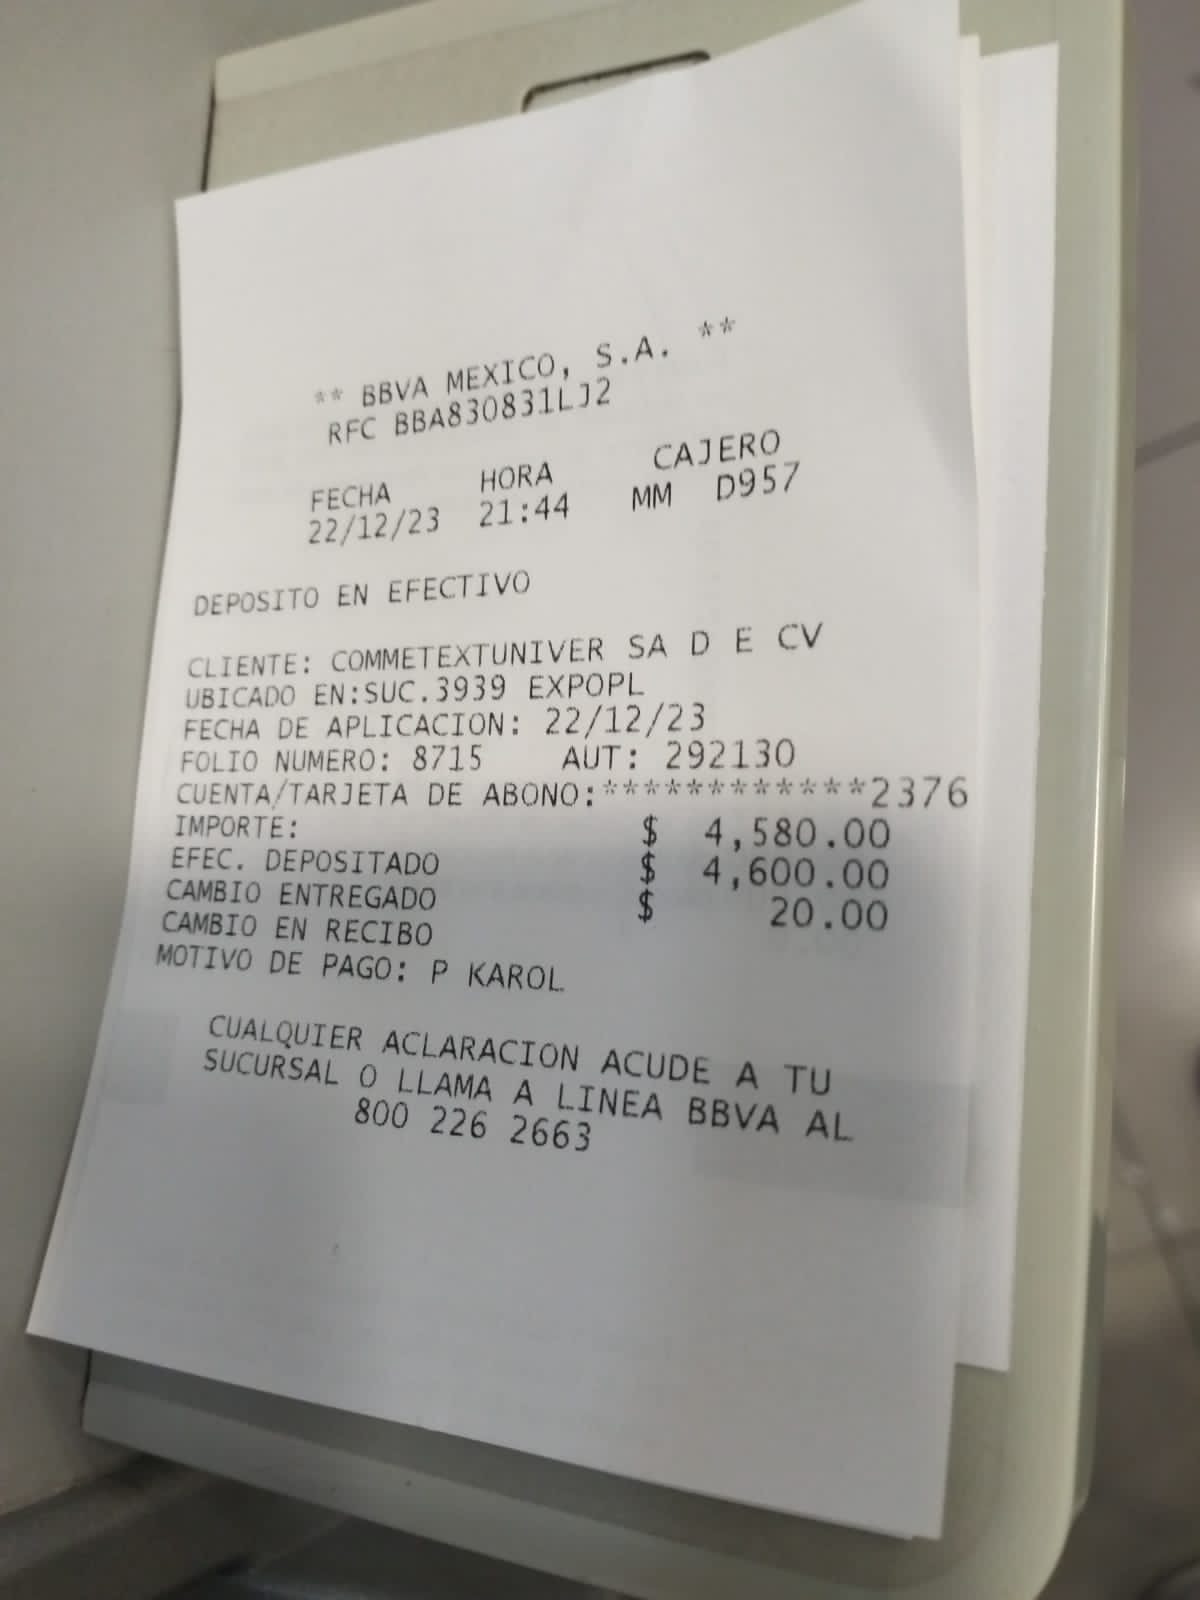 ** BBVA MEXICO, S.A. **
RFC BBA830831LJ2
FECHA HORA CAJERO
22/12/23 21:44 MM D957
DEPOSITO EN EFECTIVO
CLIENTE: COMMETEXTUNIVER SA D E CV
UBICADO EN:SUC.3939 EXPOPL
FECHA DE APLICACION: 22/12/23
FOLIO NUMERO: 8715 AUT: 292130
CUENTA/TARJETA DE ABONO:************2376
IMPORTE: $ 4,580.00
EFEC. DEPOSITADO $ 4,600.00
CAMBIO ENTREGADO $ 20.00
CAMBIO EN RECIBO
MOTIVO DE PAGO: P KAROL
CUALQUIER ACLARACION ACUDE A TU
SUCURSAL O LLAMA A LINEA BBVA AL
800 226 2663